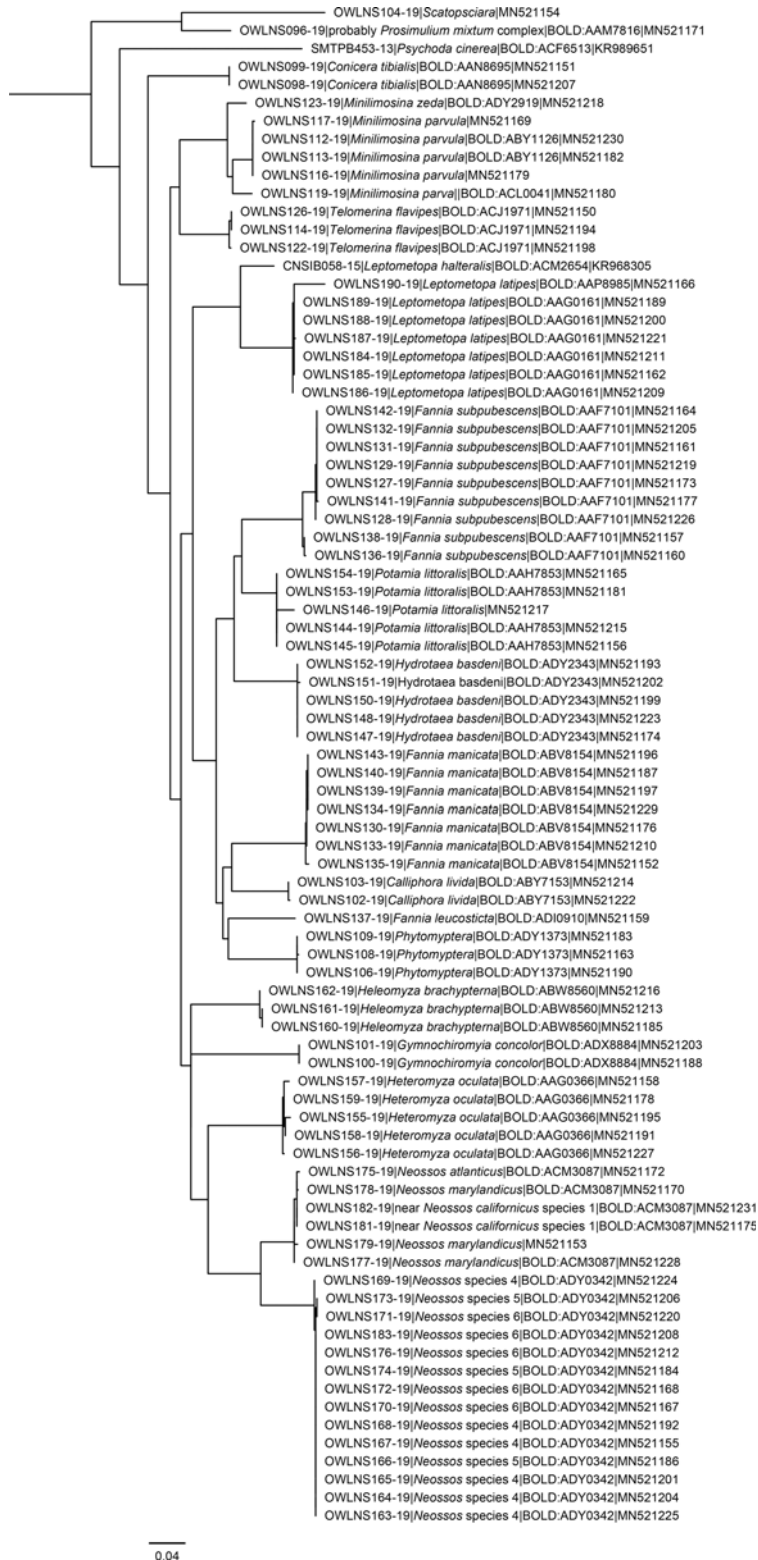 OWLNS104-19|Scatopsciara|MN521154
OWLNS096-19|probably Prosimulium mixtum complex|BOLD:AAM7816|MN521171
SMTPB453-13|Psychoda cinerea|BOLD:ACF6513|KR989651
OWLNS099-19|Conicera tibialis|BOLD:AAN8695|MN521151
OWLNS098-19|Conicera tibialis|BOLD:AAN8695|MN521207
OWLNS123-19|Minilimosina zeda|BOLD:ADY2919|MN521218
OWLNS117-19|Minilimosina parvula|MN521169
OWLNS112-19|Minilimosina parvula|BOLD:ABY1126|MN521230
OWLNS113-19|Minilimosina parvula|BOLD:ABY1126|MN521182
OWLNS116-19|Minilimosina parvula|MN521179
OWLNS119-19|Minilimosina parva||BOLD:ACL0041|MN521180
OWLNS126-19|Telomerina flavipes|BOLD:ACJ1971|MN521150
OWLNS114-19|Telomerina flavipes|BOLD:ACJ1971|MN521194
OWLNS122-19|Telomerina flavipes|BOLD:ACJ1971|MN521198
CNSIB058-15|Leptometopa halteralis|BOLD:ACM2654|KR968305
OWLNS190-19|Leptometopa latipes|BOLD:AAP8985|MN521166
OWLNS189-19|Leptometopa latipes|BOLD:AAG0161|MN521189
OWLNS188-19|Leptometopa latipes|BOLD:AAG0161|MN521200
OWLNS187-19|Leptometopa latipes|BOLD:AAG0161|MN521221
OWLNS184-19|Leptometopa latipes|BOLD:AAG0161|MN521211
OWLNS185-19|Leptometopa latipes|BOLD:AAG0161|MN521162
OWLNS186-19|Leptometopa latipes|BOLD:AAG0161|MN521209
OWLNS142-19|Fannia subpubescens|BOLD:AAF7101|MN521164
OWLNS132-19|Fannia subpubescens|BOLD:AAF7101|MN521205
OWLNS131-19|Fannia subpubescens|BOLD:AAF7101|MN521161
OWLNS129-19|Fannia subpubescens|BOLD:AAF7101|MN521219
OWLNS127-19|Fannia subpubescens|BOLD:AAF7101|MN521173
OWLNS141-19|Fannia subpubescens|BOLD:AAF7101|MN521177
OWLNS128-19|Fannia subpubescens|BOLD:AAF7101|MN521226
OWLNS138-19|Fannia subpubescens|BOLD:AAF7101|MN521157
OWLNS136-19|Fannia subpubescens|BOLD:AAF7101|MN521160
OWLNS154-19|Potamia littoralis|BOLD:AAH7853|MN521165
OWLNS153-19|Potamia littoralis|BOLD:AAH7853|MN521181
OWLNS146-19|Potamia littoralis|MN521217
OWLNS144-19|Potamia littoralis|BOLD:AAH7853|MN521215
OWLNS145-19|Potamia littoralis|BOLD:AAH7853|MN521156
OWLNS152-19|Hydrotaea basdeni|BOLD:ADY2343|MN521193
OWLNS151-19|Hydrotaea basdeni|BOLD:ADY2343|MN521202
OWLNS150-19|Hydrotaea basdeni|BOLD:ADY2343|MN521199
OWLNS148-19|Hydrotaea basdeni|BOLD:ADY2343|MN521223
OWLNS147-19|Hydrotaea basdeni|BOLD:ADY2343|MN521174
OWLNS143-19|Fannia manicata|BOLD:ABV8154|MN521196
OWLNS140-19|Fannia manicata|BOLD:ABV8154|MN521187
OWLNS139-19|Fannia manicata|BOLD:ABV8154|MN521197
OWLNS134-19|Fannia manicata|BOLD:ABV8154|MN521229
OWLNS130-19|Fannia manicata|BOLD:ABV8154|MN521176
OWLNS133-19|Fannia manicata|BOLD:ABV8154|MN521210
OWLNS135-19|Fannia manicata|BOLD:ABV8154|MN521152
OWLNS103-19|Calliphora livida|BOLD:ABY7153|MN521214
OWLNS102-19|Calliphora livida|BOLD:ABY7153|MN521222
OWLNS137-19|Fannia leucosticta|BOLD:ADI0910|MN521159
OWLNS109-19|Phytomyptera|BOLD:ADY1373|MN521183
OWLNS108-19|Phytomyptera|BOLD:ADY1373|MN521163
OWLNS106-19|Phytomyptera|BOLD:ADY1373|MN521190
OWLNS162-19|Heleomyza brachypterna|BOLD:ABW8560|MN521216
OWLNS161-19|Heleomyza brachypterna|BOLD:ABW8560|MN521213
OWLNS160-19|Heleomyza brachypterna|BOLD:ABW8560|MN521185
OWLNS101-19|Gymnochiromyia concolor|BOLD:ADX8884|MN521203
OWLNS100-19|Gymnochiromyia concolor|BOLD:ADX8884|MN521188
OWLNS157-19|Heteromyza oculata|BOLD:AAG0366|MN521158
OWLNS159-19|Heteromyza oculata|BOLD:AAG0366|MN521178
OWLNS155-19|Heteromyza oculata|BOLD:AAG0366|MN521195
OWLNS158-19|Heteromyza oculata|BOLD:AAG0366|MN521191
OWLNS156-19|Heteromyza oculata|BOLD:AAG0366|MN521227
OWLNS175-19|Neossos atlanticus|BOLD:ACM3087|MN521172
OWLNS178-19|Neossos marylandicus|BOLD:ACM3087|MN521170
OWLNS182-19|near Neossos californicus species 1|BOLD:ACM3087|MN521231
OWLNS181-19|near Neossos californicus species 1|BOLD:ACM3087|MN521175
OWLNS179-19|Neossos marylandicus|MN521153
OWLNS177-19|Neossos marylandicus|BOLD:ACM3087|MN521228
OWLNS169-19|Neossos species 4|BOLD:ADY0342|MN521224
OWLNS173-19|Neossos species 5|BOLD:ADY0342|MN521206
OWLNS171-19|Neossos species 6|BOLD:ADY0342|MN521220
OWLNS183-19|Neossos species 6|BOLD:ADY0342|MN521208
OWLNS176-19|Neossos species 6|BOLD:ADY0342|MN521212
OWLNS174-19|Neossos species 5|BOLD:ADY0342|MN521184
OWLNS172-19|Neossos species 6|BOLD:ADY0342|MN521168
OWLNS170-19|Neossos species 6|BOLD:ADY0342|MN521167
OWLNS168-19|Neossos species 4|BOLD:ADY0342|MN521192
OWLNS167-19|Neossos species 4|BOLD:ADY0342|MN521155
OWLNS166-19|Neossos species 5|BOLD:ADY0342|MN521186
OWLNS165-19|Neossos species 4|BOLD:ADY0342|MN521201
OWLNS164-19|Neossos species 4|BOLD:ADY0342|MN521204
OWLNS163-19|Neossos species 4|BOLD:ADY0342|MN521225
0.04